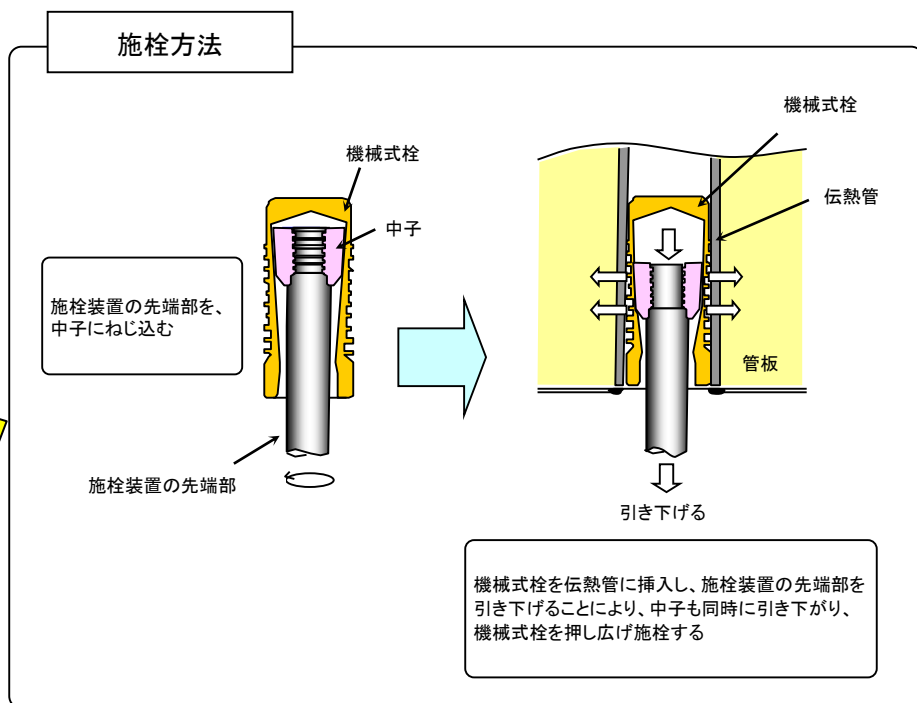 施栓方法
機械式栓
中子
施栓装置の先端部を、
中子にねじ込む
施栓装置の先端部
機械式栓
伝熱管
管板
引き下げる
機械式栓を伝熱管に挿入し、施栓装置の先端部を
引き下げることにより、中子も同時に引き下がり、
機械式栓を押し広げ施栓する